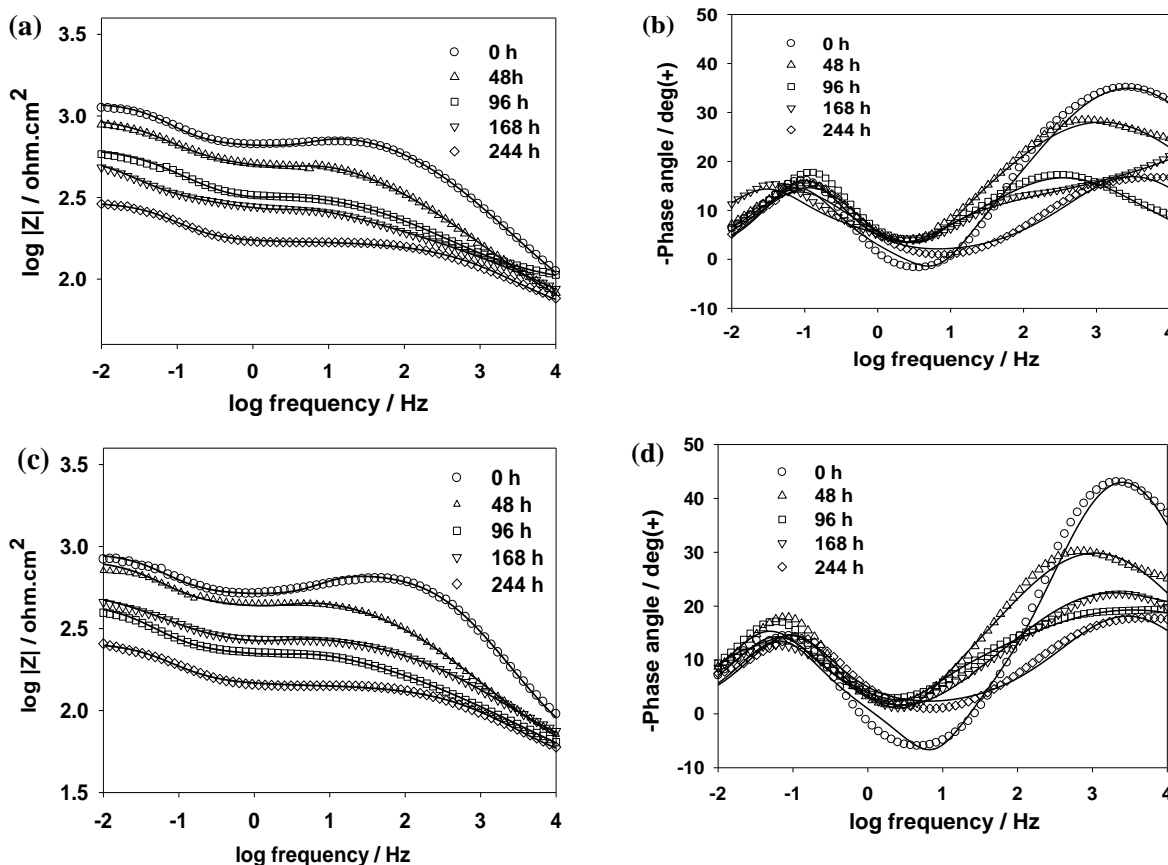 (a)
3.5
3.0
2.5
2.0
log |Z| / ohm.cm2
0 h
48h
96 h
168 h
244 h
-2 -1 0 1 2 3 4
log frequency / Hz
(b)
50
40
30
20
10
0
-10
-Phase angle / deg(+)
0 h
48 h
96 h
168 h
244 h
-2 -1 0 1 2 3 4
log frequency / Hz
(c)
3.5
3.0
2.5
2.0
1.5
log |Z| / ohm.cm2
0 h
48 h
96 h
168 h
244 h
-2 -1 0 1 2 3 4
log frequency / Hz
(d)
50
40
30
20
10
0
-10
-Phase angle / deg(+)
0 h
48 h
96 h
168 h
244 h
-2 -1 0 1 2 3 4
log frequency / Hz